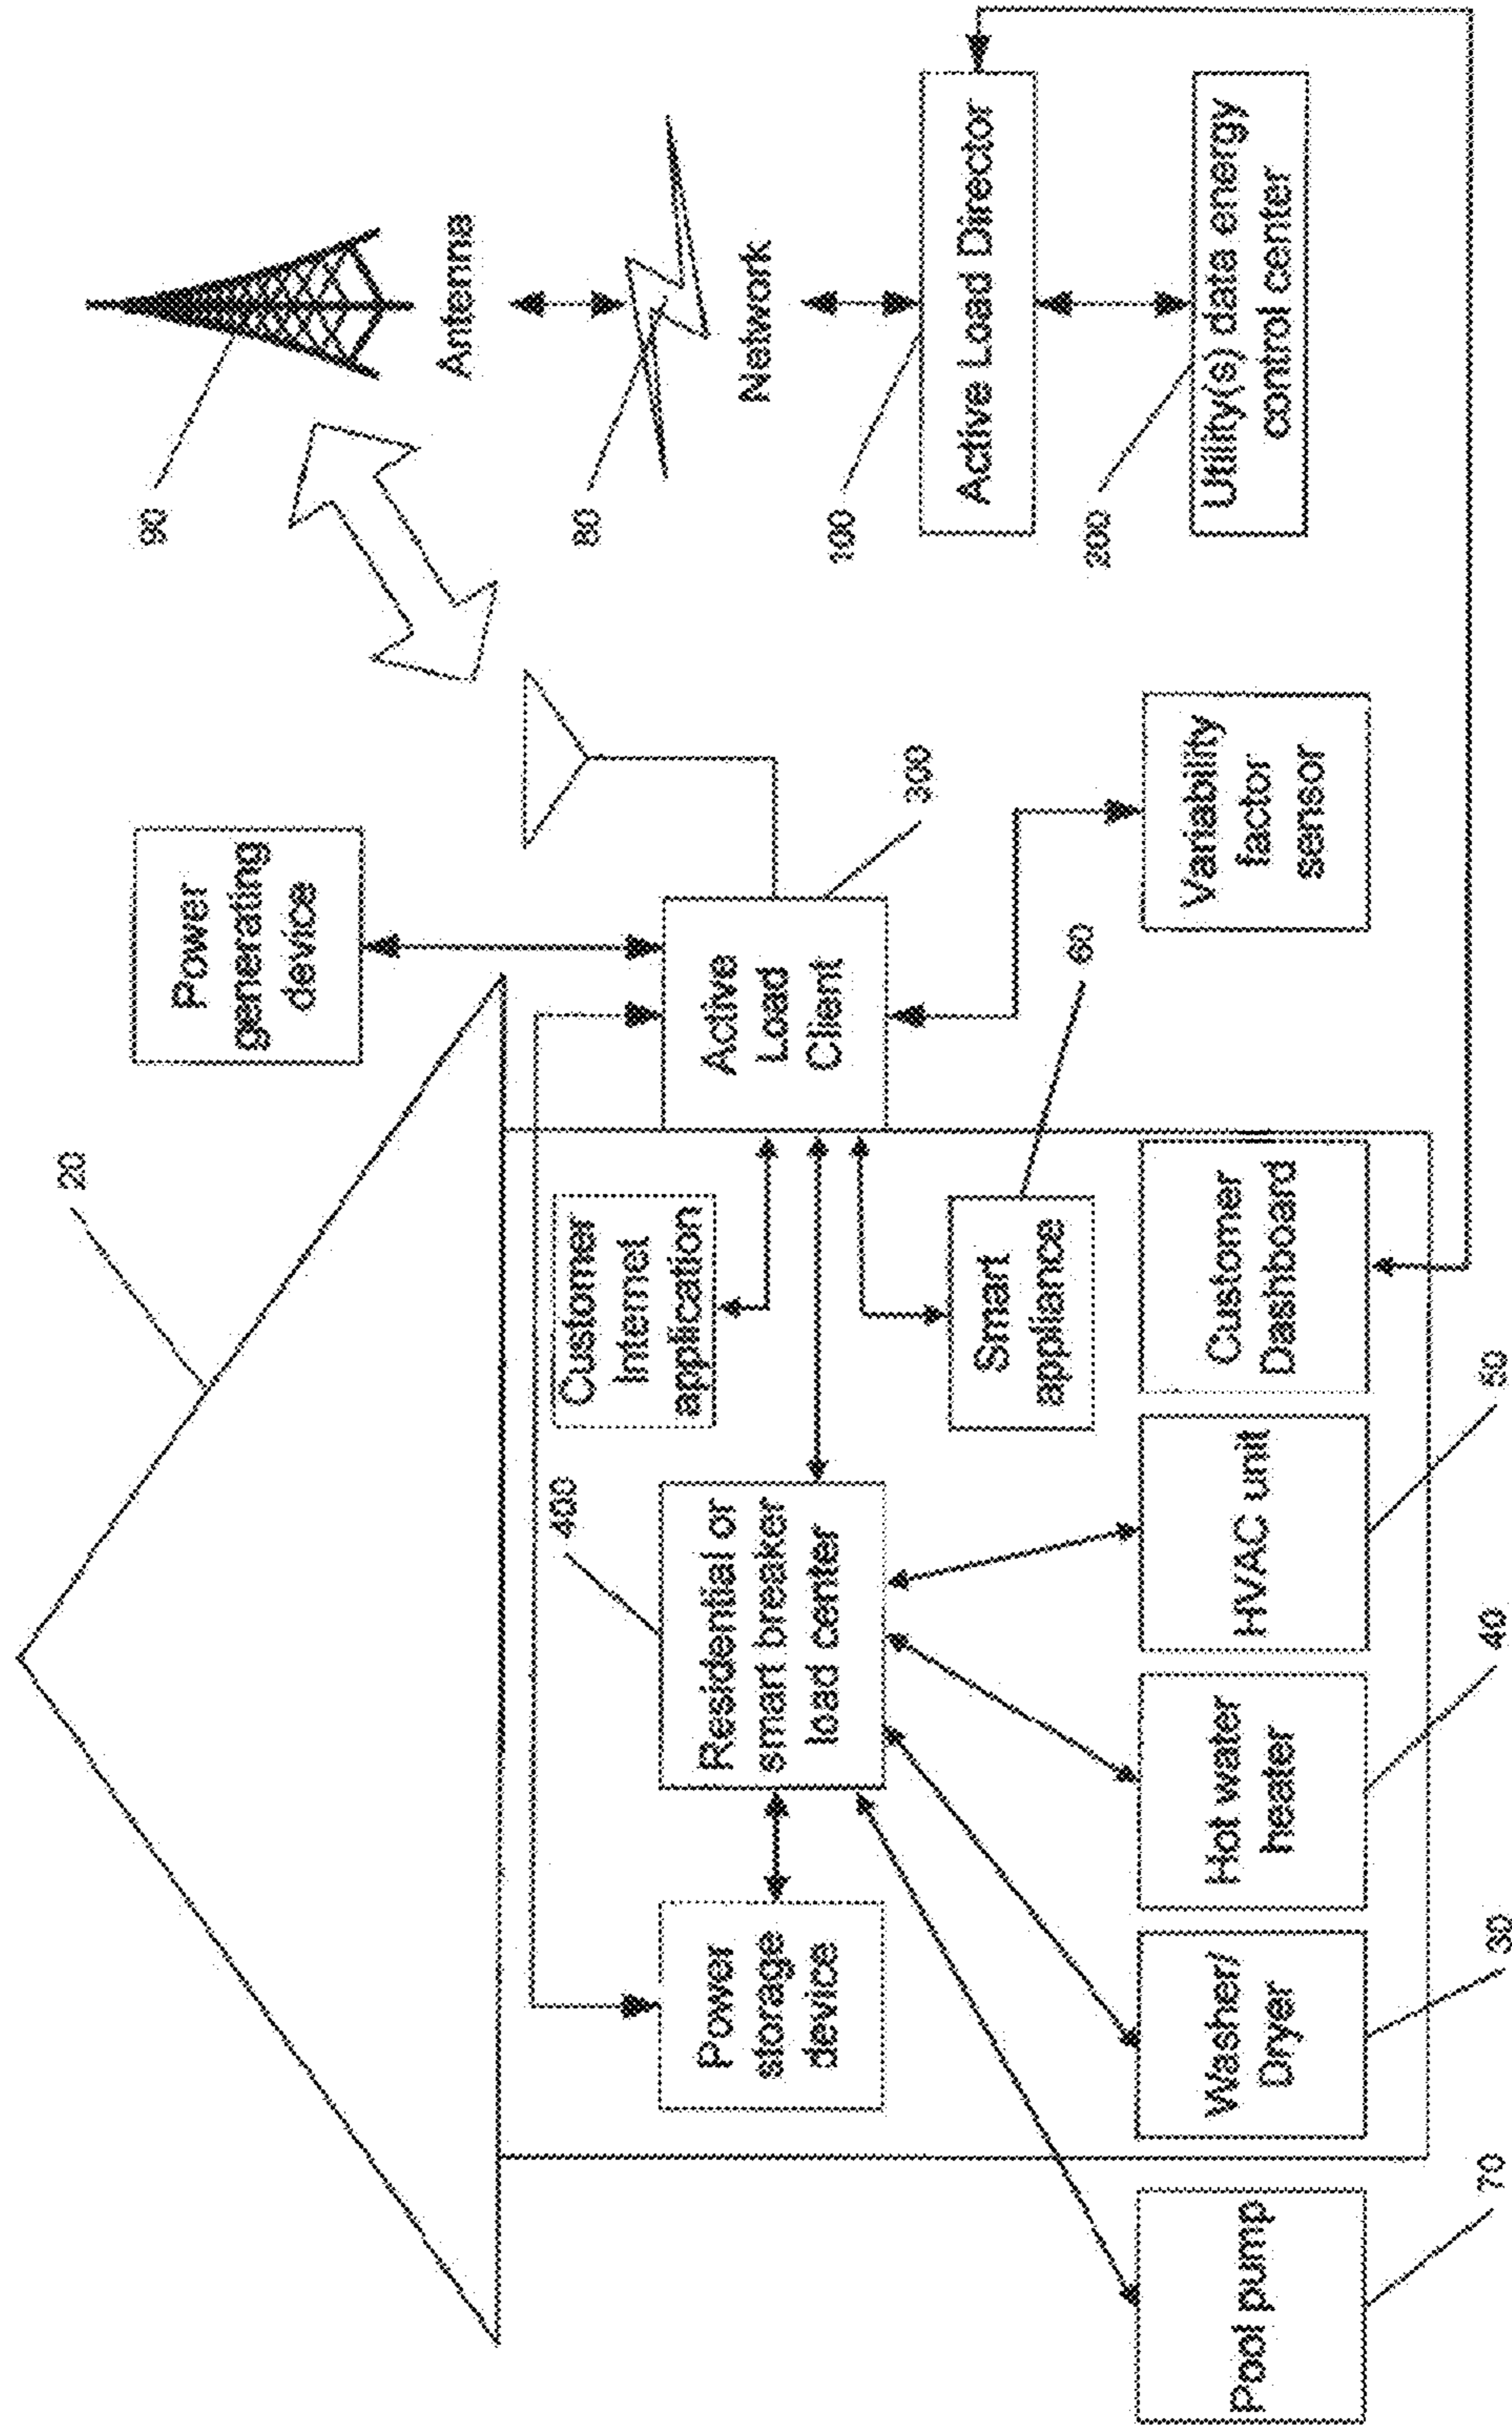 20
Power
generating
device
90
Antenna
80
Network
100
Active Load Director
200
Utility(s) data energy
control center
300
Active
Load
Client
Variability
factor
sensor
60
Customer
Internet
application
Smart
appliance
Customer
Dashboard
400
Residential or
smart breaker
load center
Power
storage
device
HVAC unit
50
Hot water
heater
40
Washer/
Dryer
30
Pool pump
70